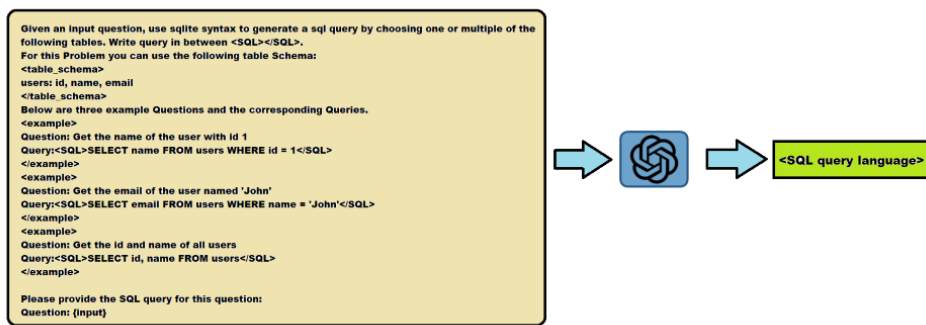 Given an input question, use sqlite syntax to generate a sql query by choosing one or multiple of the
following tables. Write query in between <SQL></SQL>.
For this Problem you can use the following table Schema:
<table_schema>
users: id, name, email
</table_schema>
Below are three example Questions and the corresponding Queries.
<example>
Question: Get the name of the user with id 1
Query:<SQL>SELECT name FROM users WHERE id = 1</SQL>
</example>
<example>
Question: Get the email of the user named 'John'
Query:<SQL>SELECT email FROM users WHERE name = 'John'</SQL>
</example>
<example>
Question: Get the id and name of all users
Query:<SQL>SELECT id, name FROM users</SQL>
</example>
Please provide the SQL query for this question:
Question: {input}
<SQL query language>